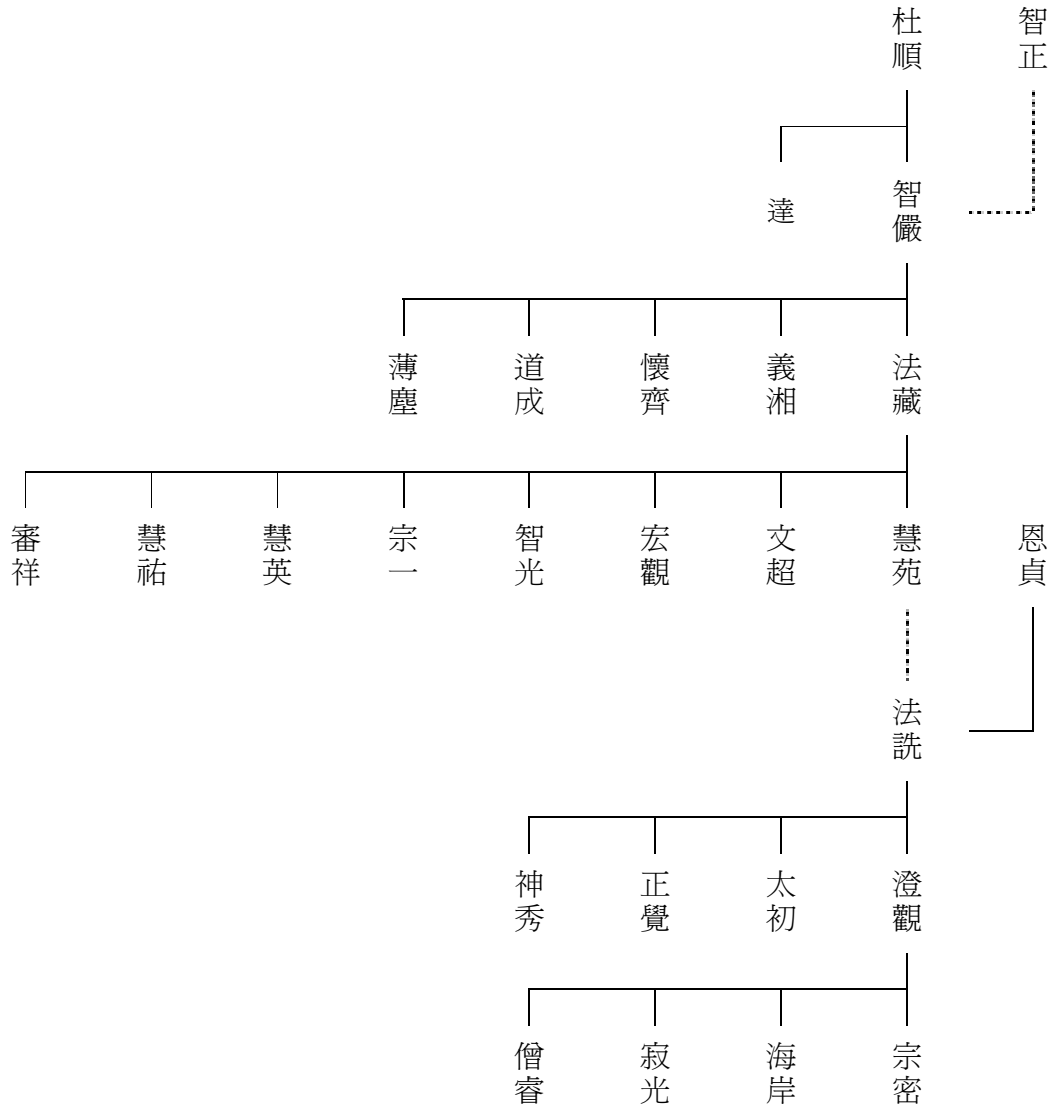 智正
杜順
智儼
達
法藏
義湘
懷齊
道成
薄塵
恩貞
慧苑
文超
宏觀
智光
宗一
慧英
慧祐
審祥
法詵
澄觀
太初
正覺
神秀
宗密
海岸
寂光
僧睿